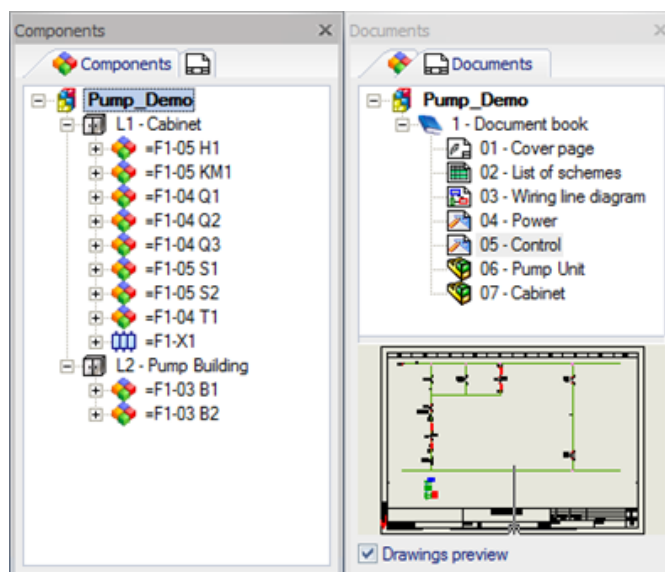 Components
Components
Pump_Demo
L1 - Cabinet
=F1-05 H1
=F1-05 KM1
=F1-04 Q1
=F1-04 Q2
=F1-04 Q3
=F1-05 S1
=F1-05 S2
=F1-04 T1
=F1-X1
L2 - Pump Building
=F1-03 B1
=F1-03 B2
Documents
Documents
Pump_Demo
1 - Document book
01 - Cover page
02 - List of schemes
03 - Wiring line diagram
04 - Power
05 - Control
06 - Pump Unit
07 - Cabinet
Drawings preview